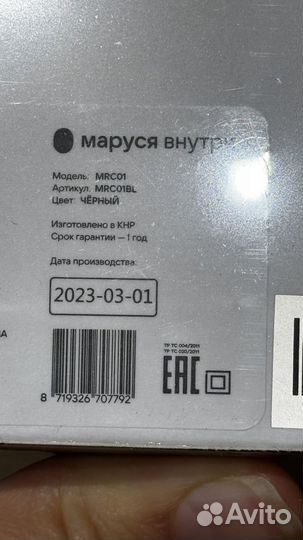 маруся внутри
Модель: MRC01
Артикул: MRC01BL
Цвет: ЧЁРНЫЙ
Изготовлено в КНР
Срок гарантии — 1 год
Дата производства:
2023-03-01
ТР ТС 004/2011
ТР ТС 020/2011
EAC
8 719326 707792
Avito